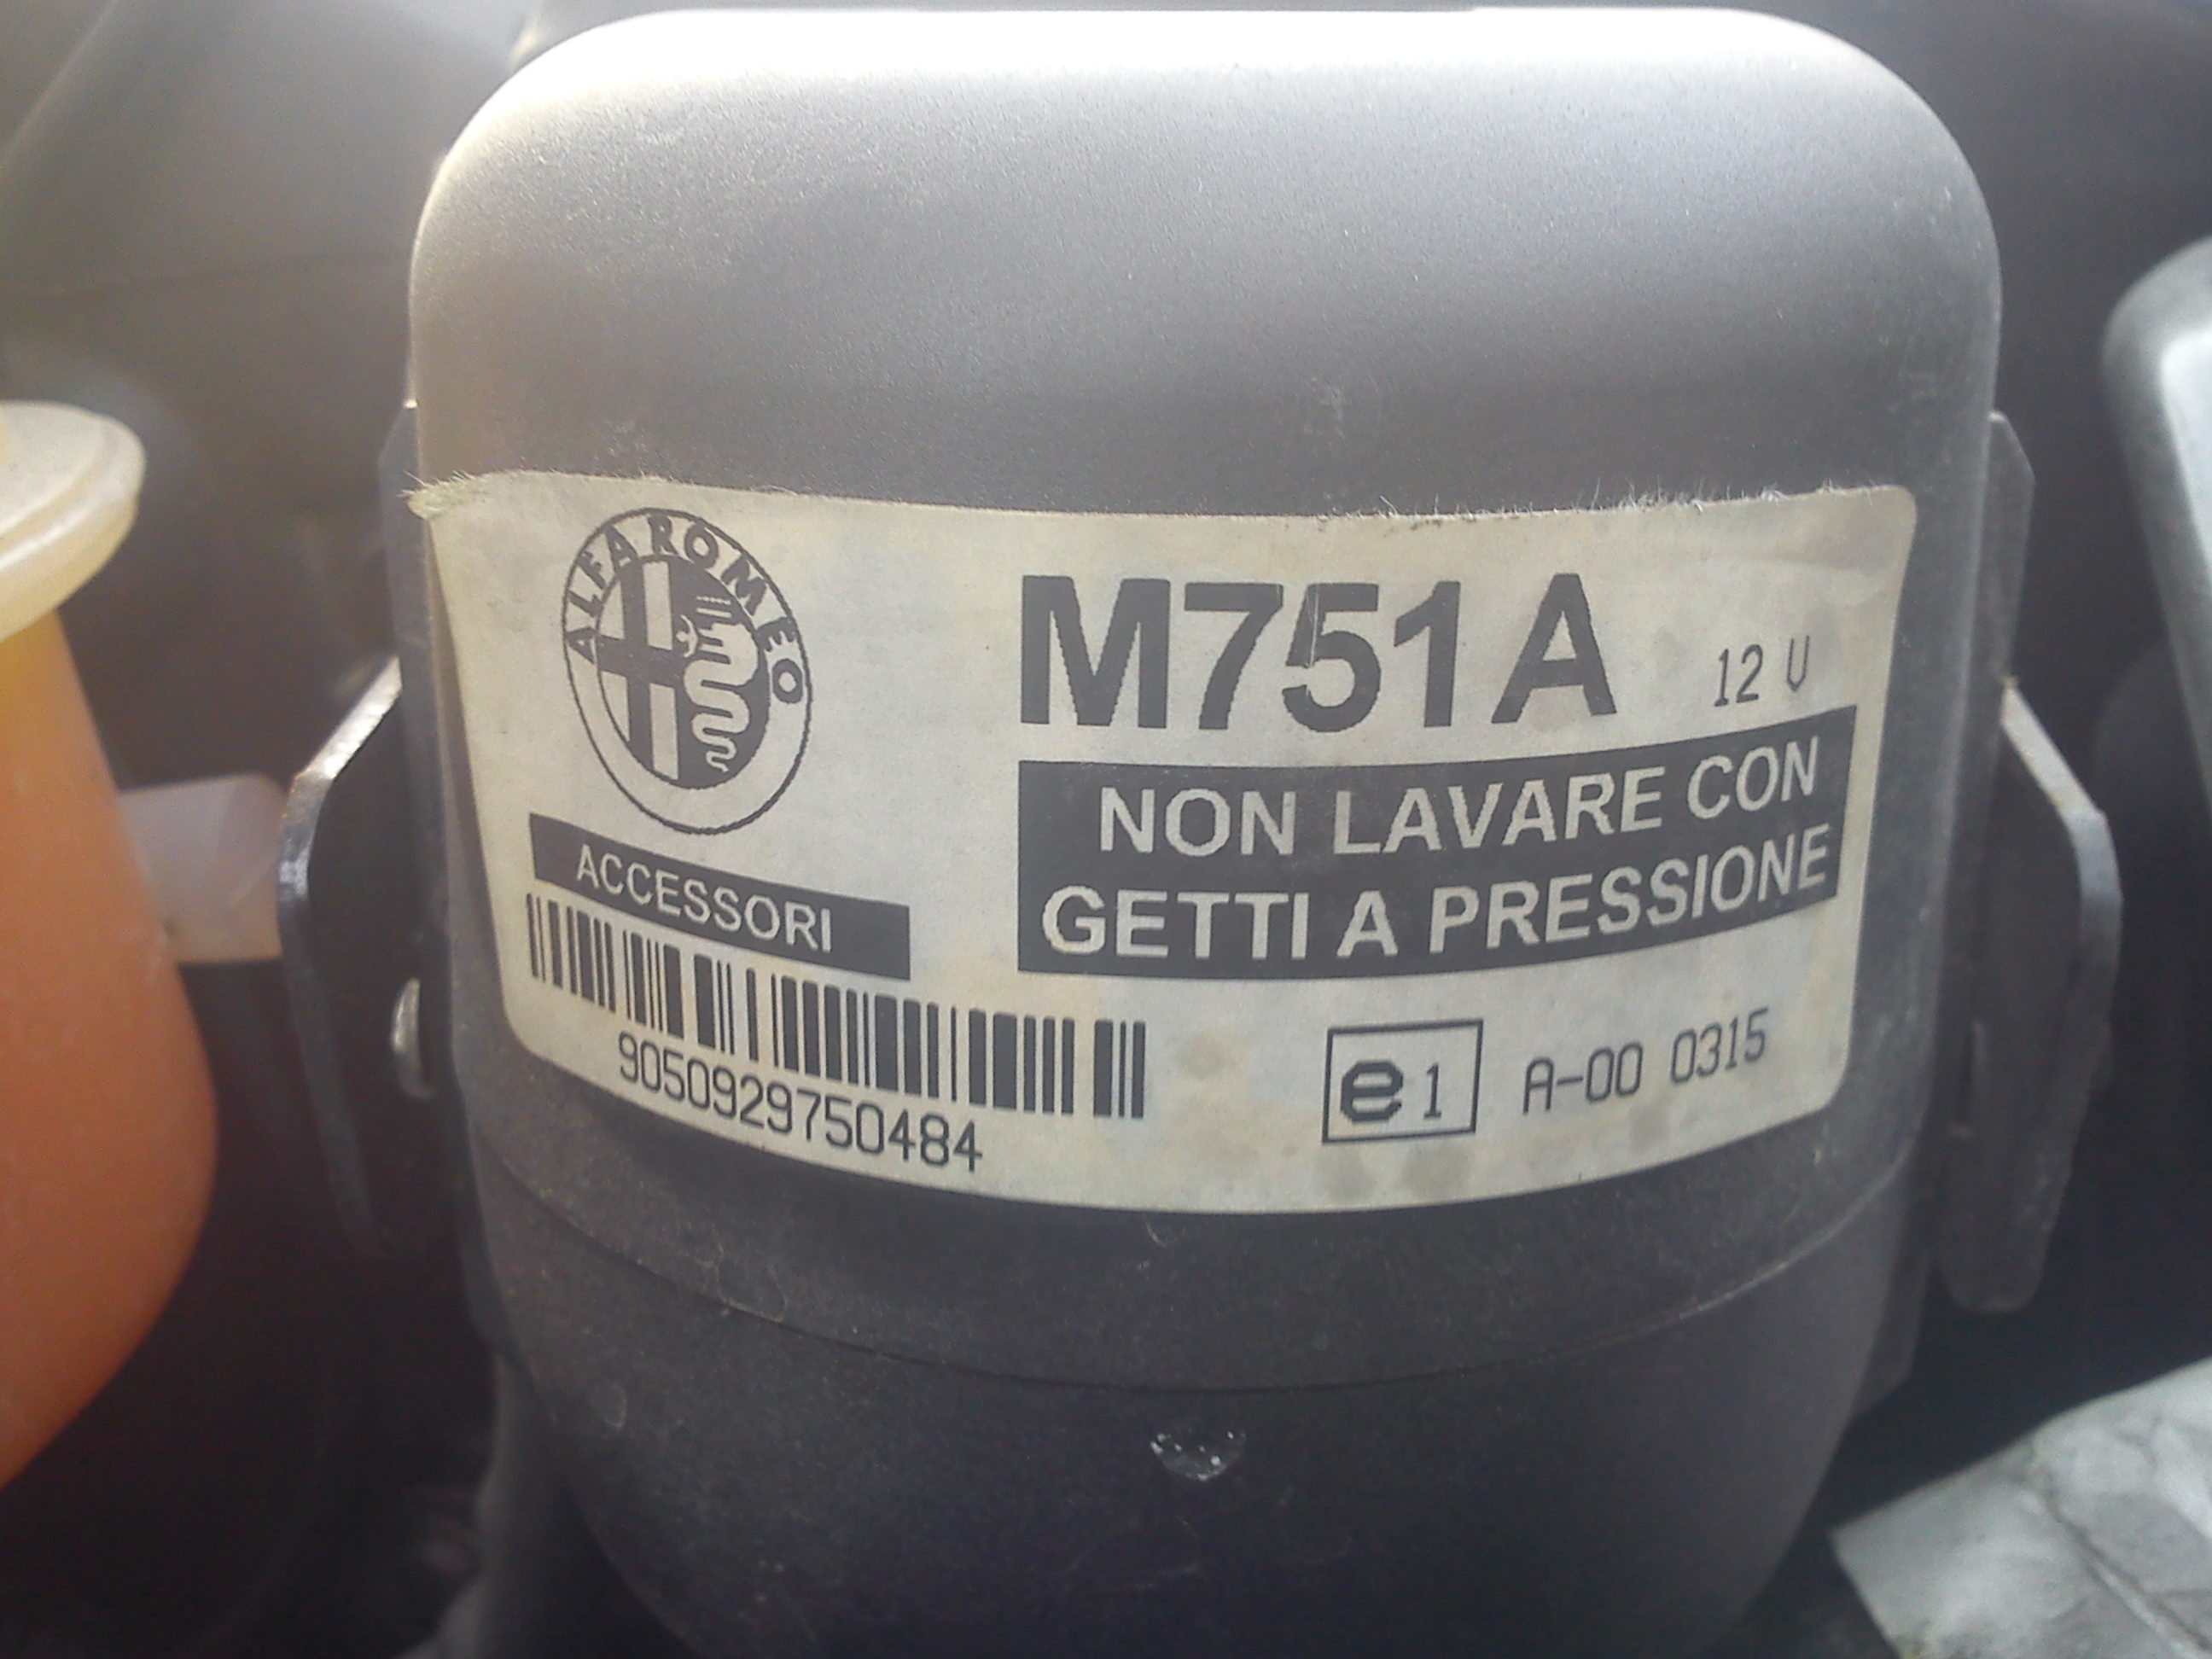 ALFA ROMEO
M751A 12 V
NON LAVARE CON
GETTI A PRESSIONE
ACCESSORI
9050929750484
e1 A-00 0315